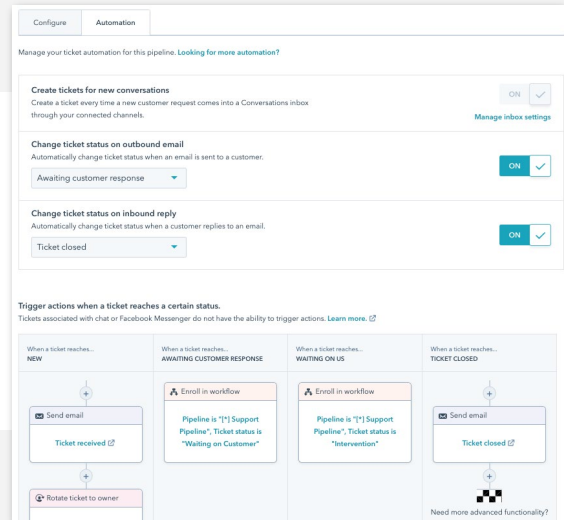 Configure
Automation
Manage your ticket automation for this pipeline. Looking for more automation?
Create tickets for new conversations
Create a ticket every time a new customer request comes into a Conversations inbox
through your connected channels.
ON
Manage inbox settings
Change ticket status on outbound email
Automatically change ticket status when an email is sent to a customer.
Awaiting customer response
ON
Change ticket status on inbound reply
Automatically change ticket status when a customer replies to an email.
Ticket closed
ON
Trigger actions when a ticket reaches a certain status.
Tickets associated with chat or Facebook Messenger do not have the ability to trigger actions. Learn more.
When a ticket reaches...
NEW
Send email
Ticket received
Rotate ticket to owner
When a ticket reaches...
AWAITING CUSTOMER RESPONSE
Enroll in workflow
Pipeline is "[*] Support
Pipeline", Ticket status is
"Waiting on Customer"
When a ticket reaches...
WAITING ON US
Enroll in workflow
Pipeline is "[*] Support
Pipeline", Ticket status is
"Intervention"
When a ticket reaches...
TICKET CLOSED
Send email
Ticket closed
Need more advanced functionality?